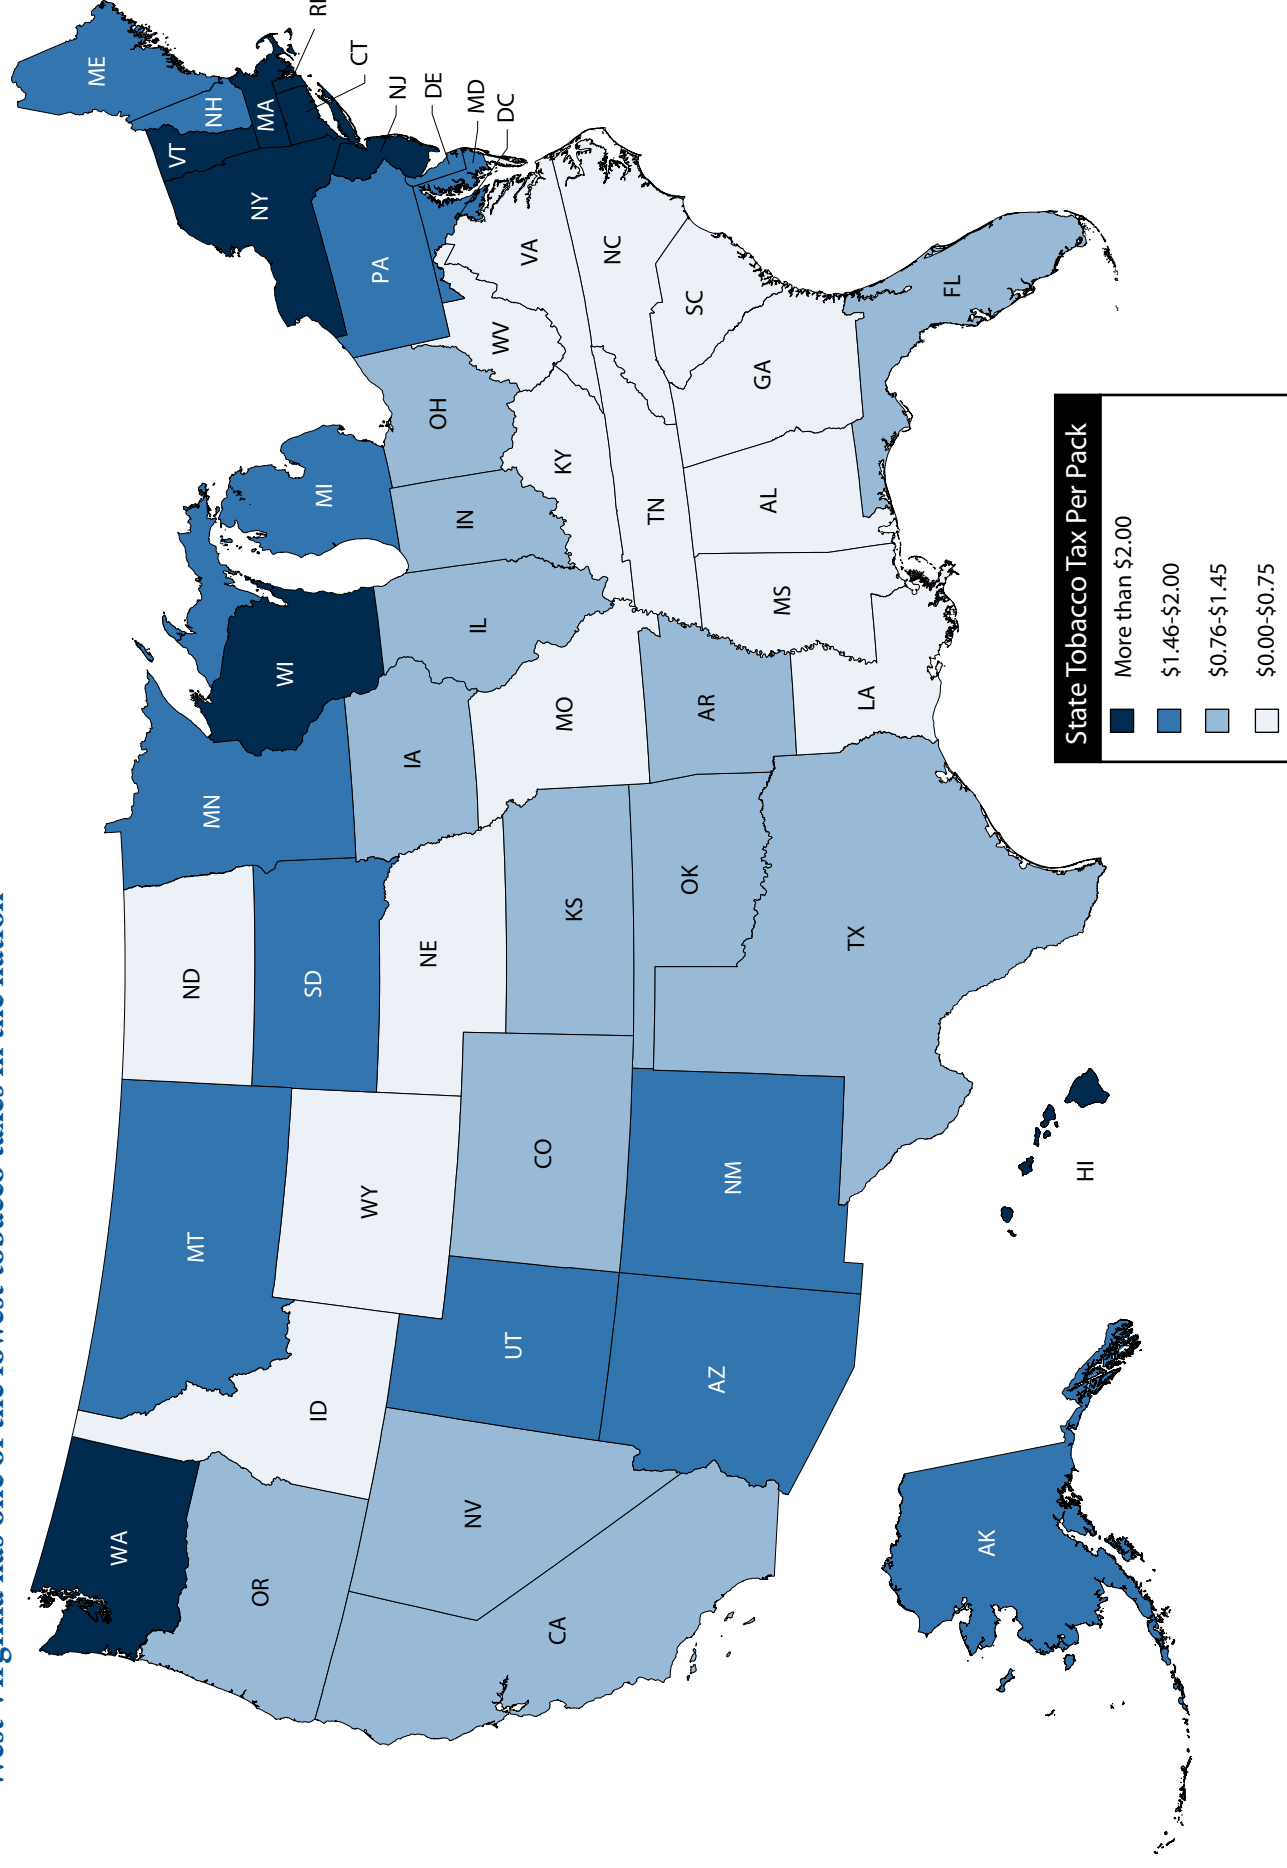 West Virginia has one of the lowest tobacco taxes in the nation
WA
MT
ND
MN
VT
ME
NH
OR
ID
SD
WI
MI
NY
MA
RI
CT
WY
NE
IA
PA
NJ
NV
UT
CO
KS
IL
IN
OH
DE
MD
DC
CA
MO
KY
WV
VA
AZ
NM
OK
AR
TN
NC
SC
TX
LA
MS
AL
GA
FL
AK
HI
State Tobacco Tax Per Pack
More than $2.00
$1.46-$2.00
$0.76-$1.45
$0.00-$0.75